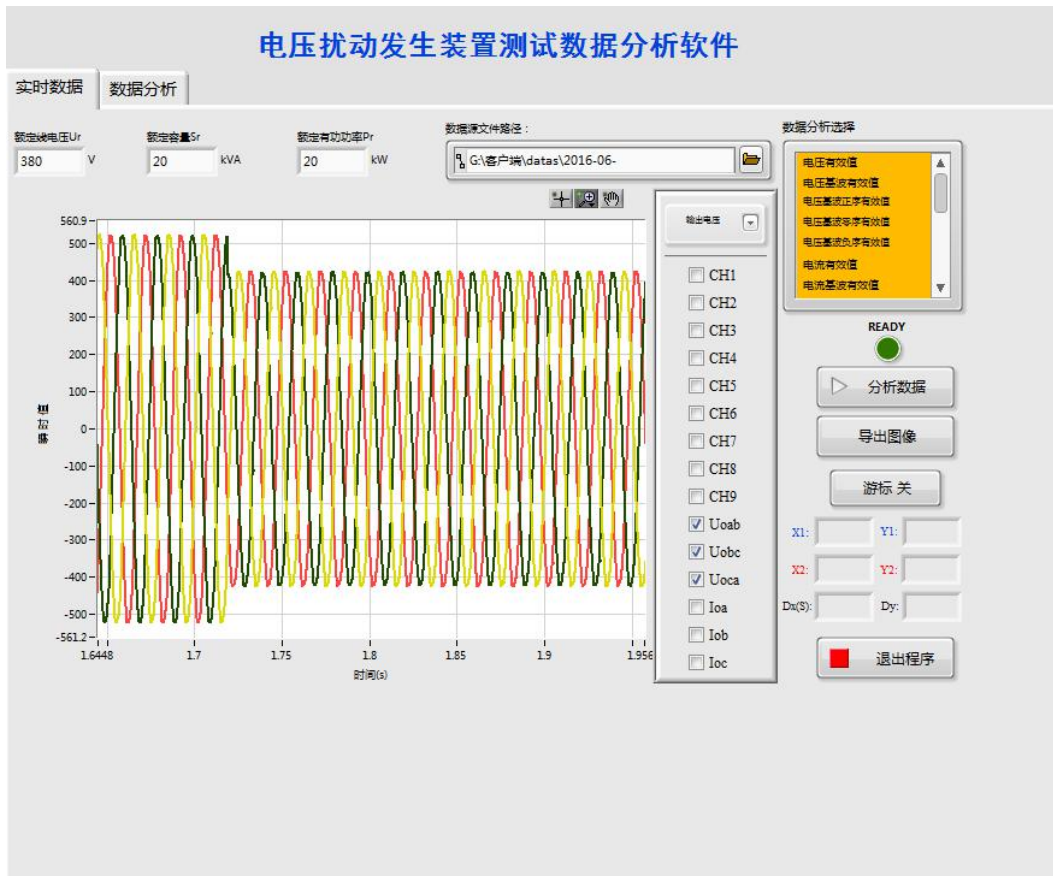 电压扰动发生装置测试数据分析软件
实时数据 数据分析
额定线电压Ur 额定容量Sr 额定有功功率Pr 数据源文件路径： 数据分析选择
380 V 20 kVA 20 kW G:\客户端\datas\2016-06-
电压有效值
电压基波有效值
电压基波正序有效值
电压基波零序有效值
电压基波负序有效值
电流有效值
电流基波有效值
输出电压
CH1
CH2
CH3
CH4
CH5
CH6
CH7
CH8
CH9
Uoab
Uobc
Uoca
Ioa
Iob
Ioc
560.9
500
400
300
200
100
0
-100
-200
-300
-400
-500
-561.2
瞬时值
1.6448 1.7 1.75 1.8 1.85 1.9 1.956
时间(s)
READY
分析数据
导出图像
游标 关
X1: Y1:
X2: Y2:
Dx(S): Dy:
退出程序